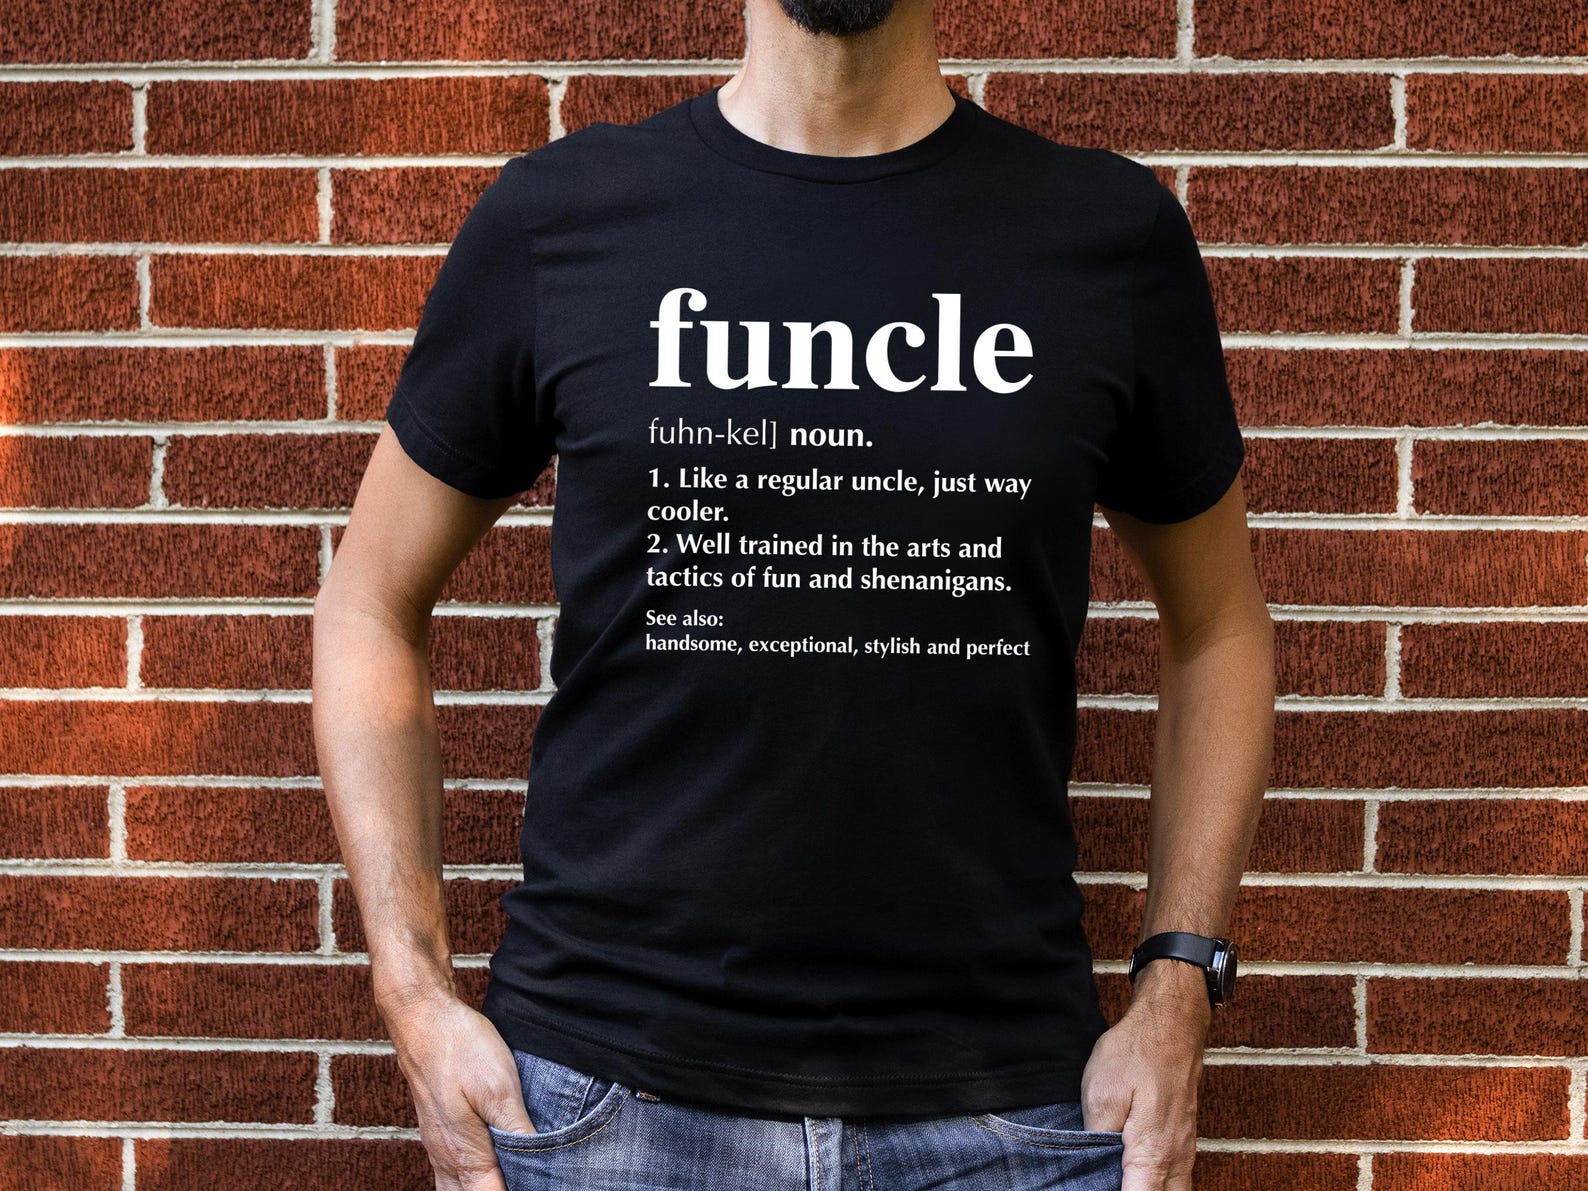 funcle
fuhn-kel] noun.
1. Like a regular uncle, just way
cooler.
2. Well trained in the arts and
tactics of fun and shenanigans.
See also:
handsome, exceptional, stylish and perfect